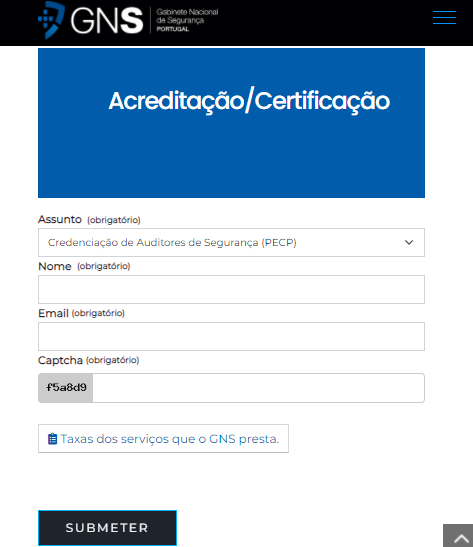 GNS
Gabinete Nacional
de Segurança
PORTUGAL
Acreditação/Certificação
Assunto (obrigatório)
Credenciação de Auditores de Segurança (PECP)
Nome (obrigatório)
Email (obrigatório)
Captcha (obrigatório)
f5a8d9
Taxas dos serviços que o GNS presta.
SUBMETER